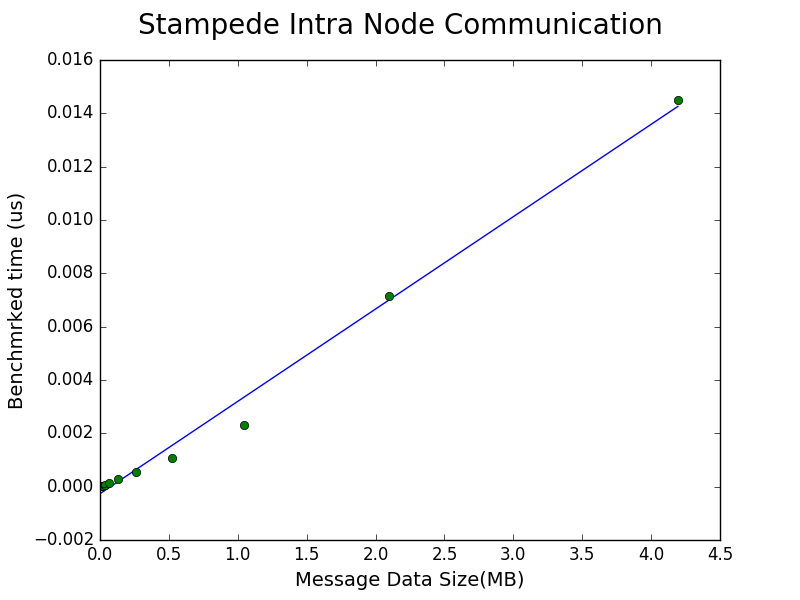 Stampede Intra Node Communication
0.016
0.014
0.012
0.010
0.008
0.006
0.004
0.002
0.000
−0.002
Benchmrked time (us)
0.0 0.5 1.0 1.5 2.0 2.5 3.0 3.5 4.0 4.5
Message Data Size(MB)